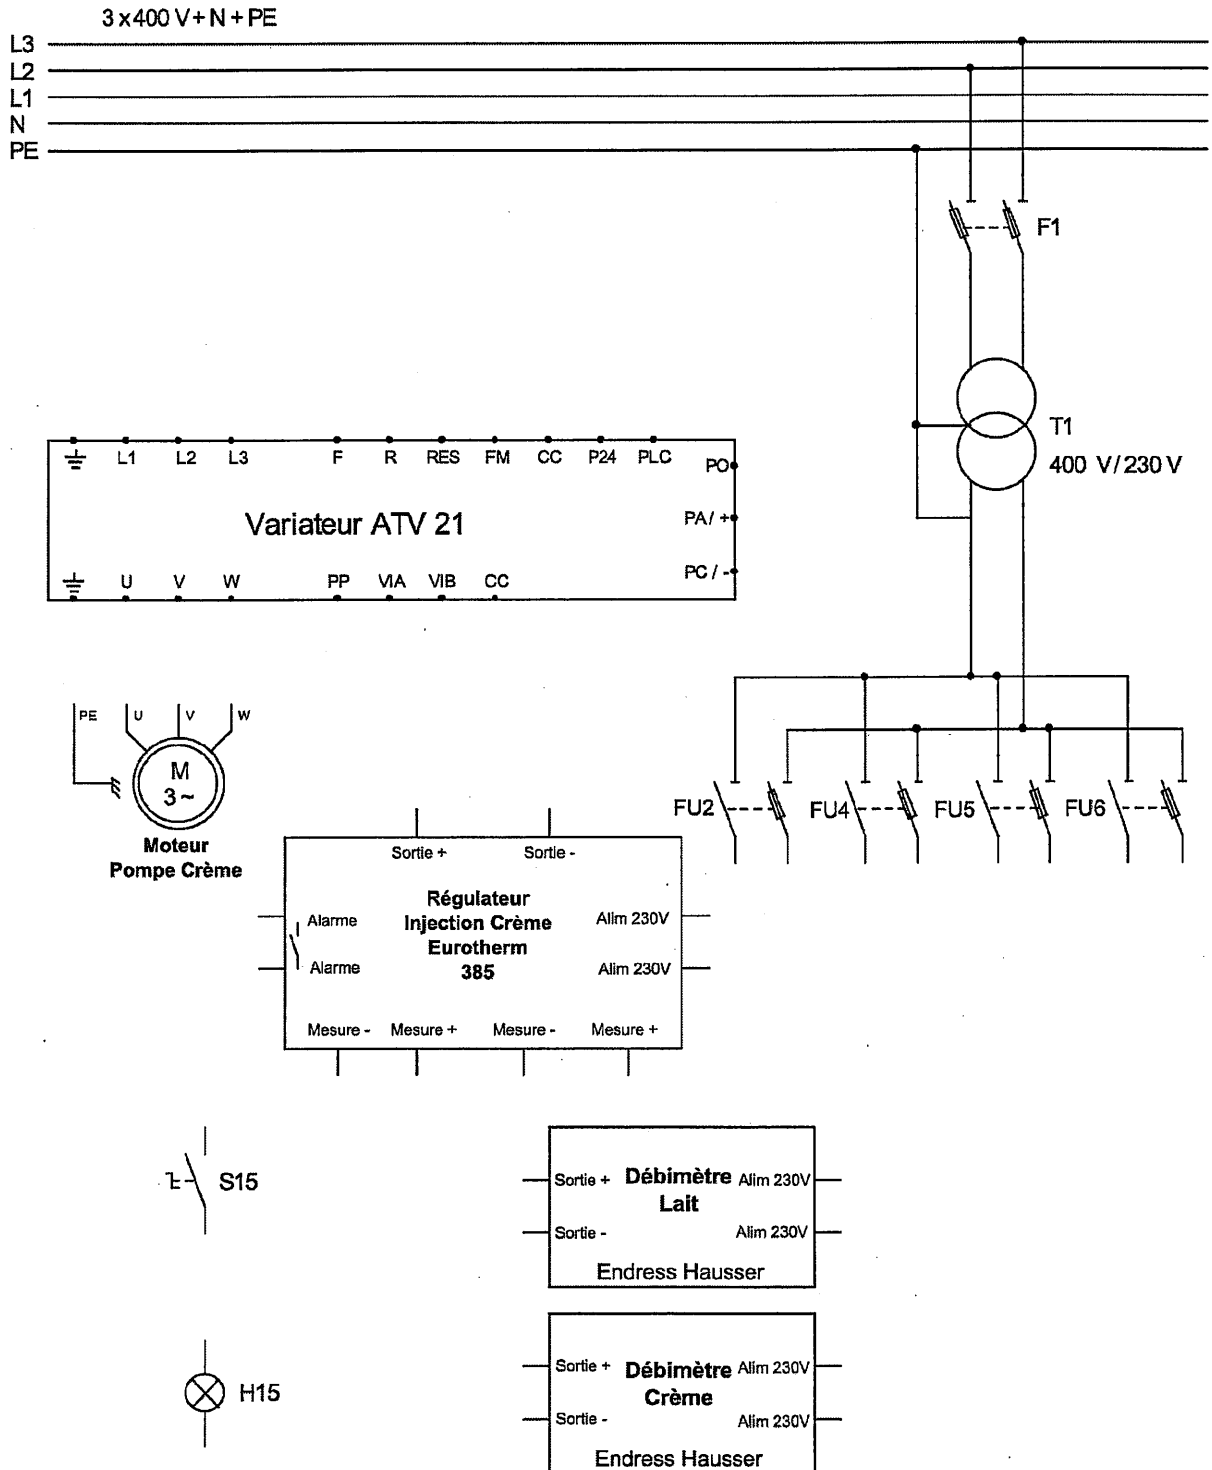 3 x 400 V + N + PE
L3
L2
L1
N
PE
F1
T1
400 V / 230 V
L1 L2 L3 F R RES FM CC P24 PLC
PO
Variateur ATV 21
PA / +
PC / -
U V W PP VIA VIB CC
PE U V W
M
3 ~
Moteur
Pompe Crème
FU2 FU4 FU5 FU6
Sortie + Sortie -
Régulateur
Injection Crème
Eurotherm
385
Alarme
Alarme
Alim 230V
Alim 230V
Mesure - Mesure + Mesure - Mesure +
S15
Sortie + Débimètre Alim 230V
Lait
Sortie - Alim 230V
Endress Hausser
H15
Sortie + Débimètre Alim 230V
Crème
Sortie - Alim 230V
Endress Hausser